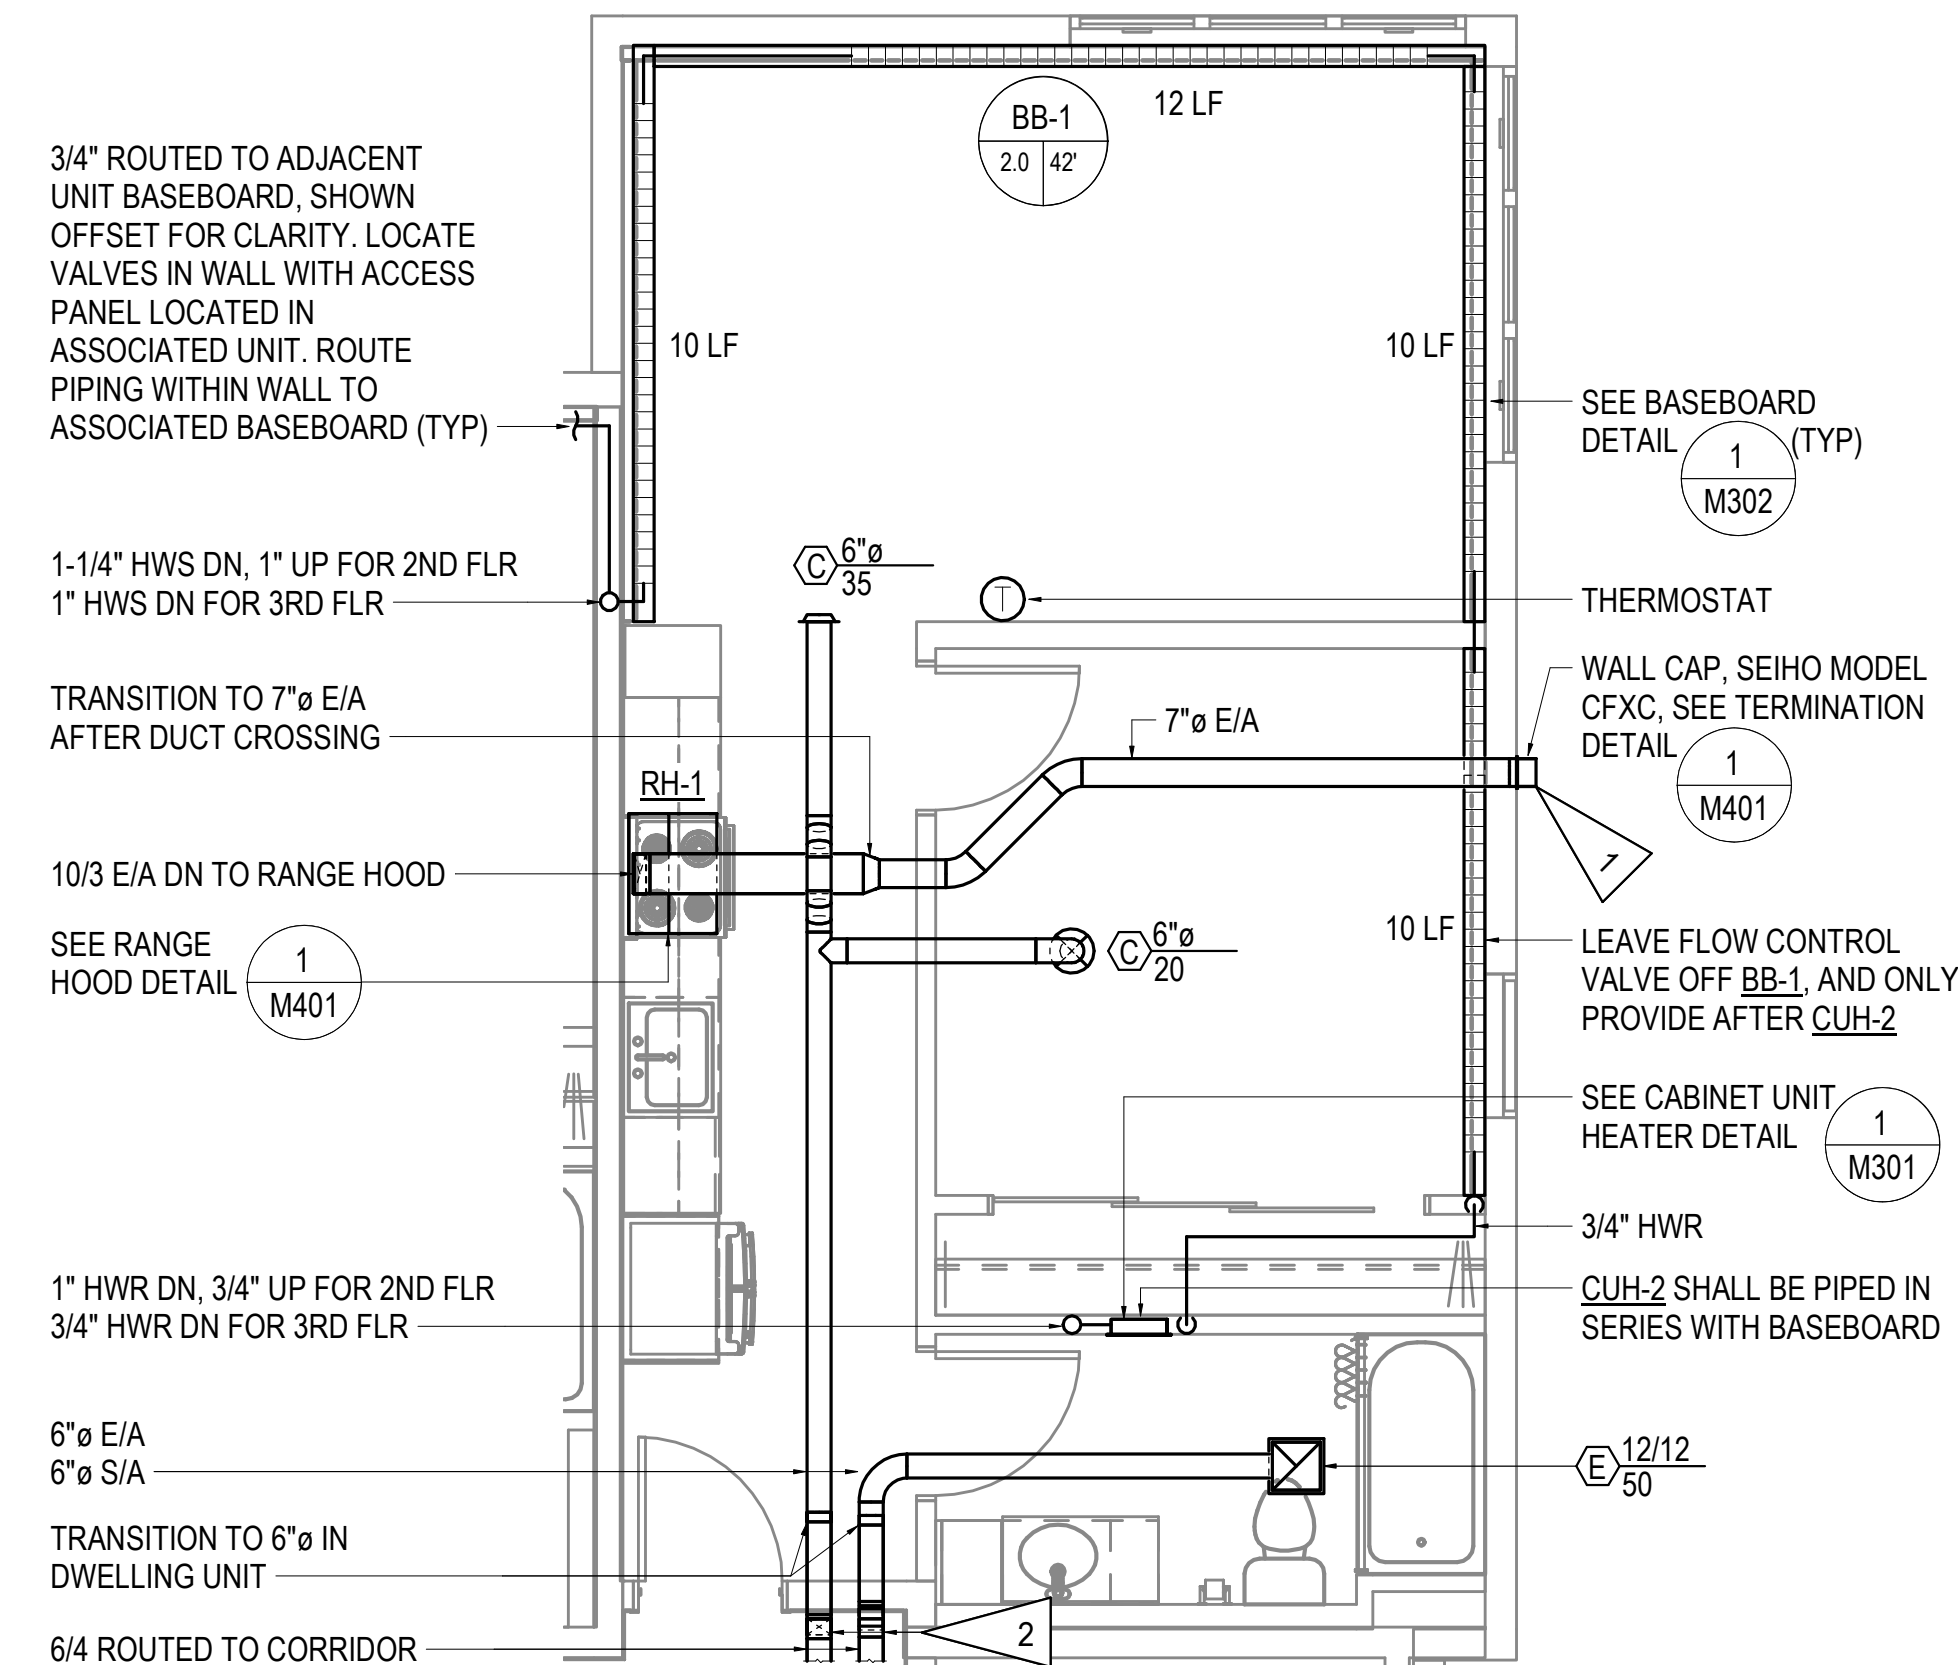 BB-1
2.0 42'
12 LF
3/4" ROUTED TO ADJACENT
UNIT BASEBOARD, SHOWN
OFFSET FOR CLARITY. LOCATE
VALVES IN WALL WITH ACCESS
PANEL LOCATED IN
ASSOCIATED UNIT. ROUTE
PIPING WITHIN WALL TO
ASSOCIATED BASEBOARD (TYP)
10 LF
10 LF
SEE BASEBOARD
DETAIL 1 (TYP)
M302
1-1/4" HWS DN, 1" UP FOR 2ND FLR
1" HWS DN FOR 3RD FLR
C 6"ø
35
T
THERMOSTAT
TRANSITION TO 7"ø E/A
AFTER DUCT CROSSING
7"ø E/A
WALL CAP, SEIHO MODEL
CFXC, SEE TERMINATION
DETAIL 1
M401
RH-1
1
10/3 E/A DN TO RANGE HOOD
SEE RANGE
HOOD DETAIL 1
M401
C 6"ø
20
10 LF
LEAVE FLOW CONTROL
VALVE OFF BB-1, AND ONLY
PROVIDE AFTER CUH-2
SEE CABINET UNIT
HEATER DETAIL 1
M301
3/4" HWR
1" HWR DN, 3/4" UP FOR 2ND FLR
3/4" HWR DN FOR 3RD FLR
CUH-2 SHALL BE PIPED IN
SERIES WITH BASEBOARD
6"ø E/A
6"ø S/A
E 12/12
50
TRANSITION TO 6"ø IN
DWELLING UNIT
6/4 ROUTED TO CORRIDOR
2